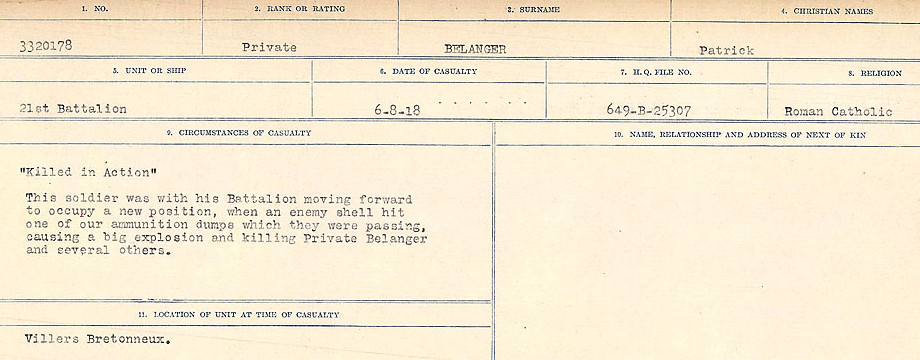 1. NO. 2. RANK OR RATING 3. SURNAME 4. CHRISTIAN NAMES
3320178 Private BELANGER Patrick
5. UNIT OR SHIP 6. DATE OF CASUALTY 7. H.Q. FILE NO. 8. RELIGION
21st Battalion 6-8-18 649-B-25307 Roman Catholic
9. CIRCUMSTANCES OF CASUALTY 10. NAME, RELATIONSHIP AND ADDRESS OF NEXT OF KIN
"Killed in Action"
This soldier was with his Battalion moving forward
to occupy a new position, when an enemy shell hit
one of our ammunition dumps which they were passing,
causing a big explosion and killing Private Belanger
and several others.
11. LOCATION OF UNIT AT TIME OF CASUALTY
Villers Bretonneux.